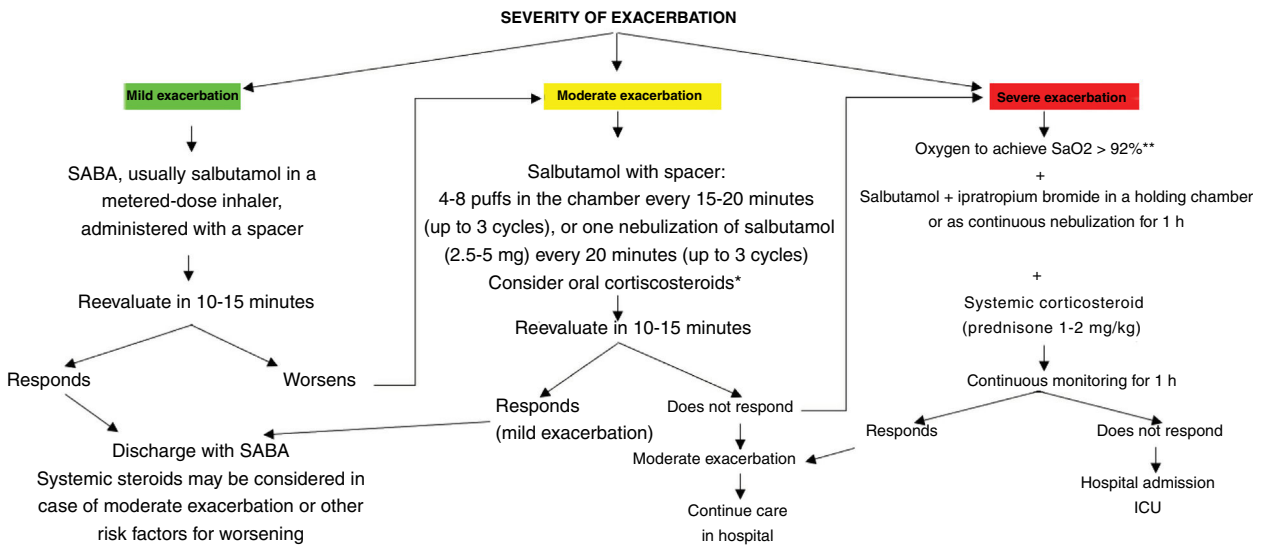 SEVERITY OF EXACERBATION
Mild exacerbation
SABA, usually salbutamol in a
metered-dose inhaler,
administered with a spacer
Reevaluate in 10-15 minutes
Responds
Worsens
Discharge with SABA
Systemic steroids may be considered in
case of moderate exacerbation or other
risk factors for worsening
Moderate exacerbation
Salbutamol with spacer:
4-8 puffs in the chamber every 15-20 minutes
(up to 3 cycles), or one nebulization of salbutamol
(2.5-5 mg) every 20 minutes (up to 3 cycles)
Consider oral cortiscosteroids*
Reevaluate in 10-15 minutes
Responds
(mild exacerbation)
Does not respond
Moderate exacerbation
Continue care
in hospital
Severe exacerbation
Oxygen to achieve SaO2 > 92%**
+
Salbutamol + ipratropium bromide in a holding chamber
or as continuous nebulization for 1 h
+
Systemic corticosteroid
(prednisone 1-2 mg/kg)
Continuous monitoring for 1 h
Responds
Does not respond
Hospital admission
ICU